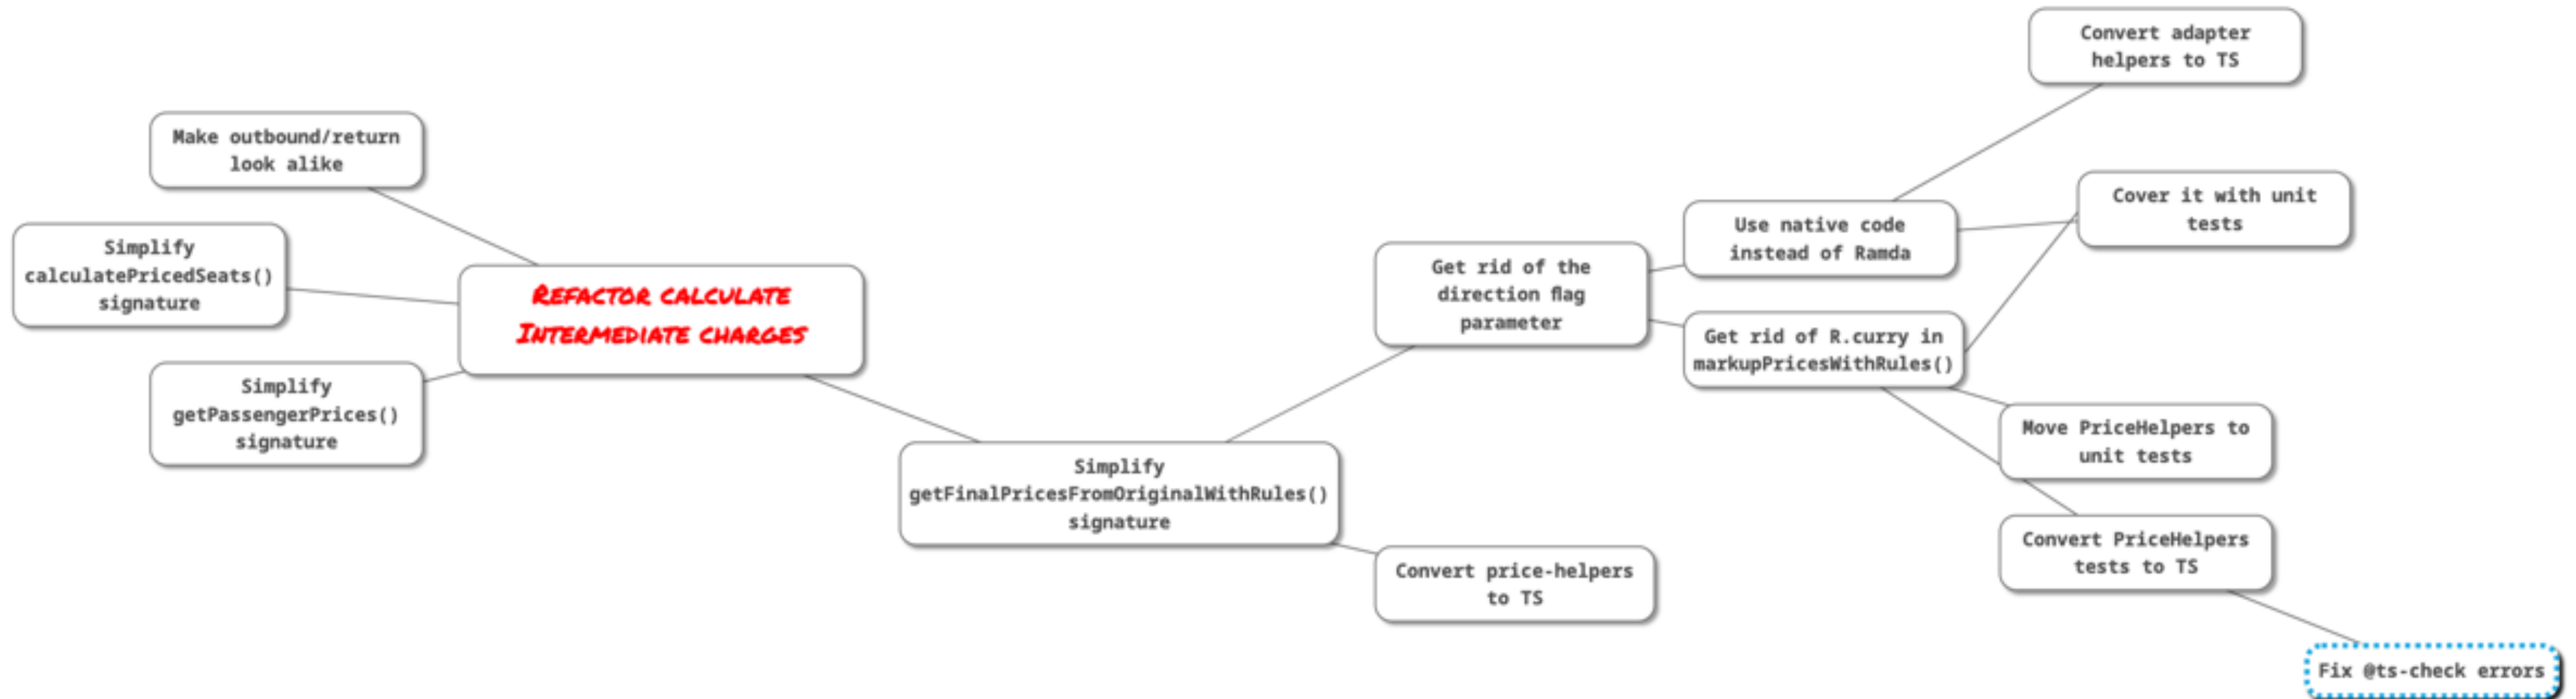 Convert adapter
helpers to TS
Make outbound/return
look alike
Cover it with unit
tests
Use native code
instead of Ramda
Simplify
calculatePricedSeats()
signature
Get rid of the
direction flag
parameter
REFACTOR CALCULATE
INTERMEDIATE CHARGES
Get rid of R.curry in
markupPricesWithRules()
Simplify
getPassengerPrices()
signature
Move PriceHelpers to
unit tests
Simplify
getFinalPricesFromOriginalWithRules()
signature
Convert PriceHelpers
tests to TS
Convert price-helpers
to TS
Fix @ts-check errors